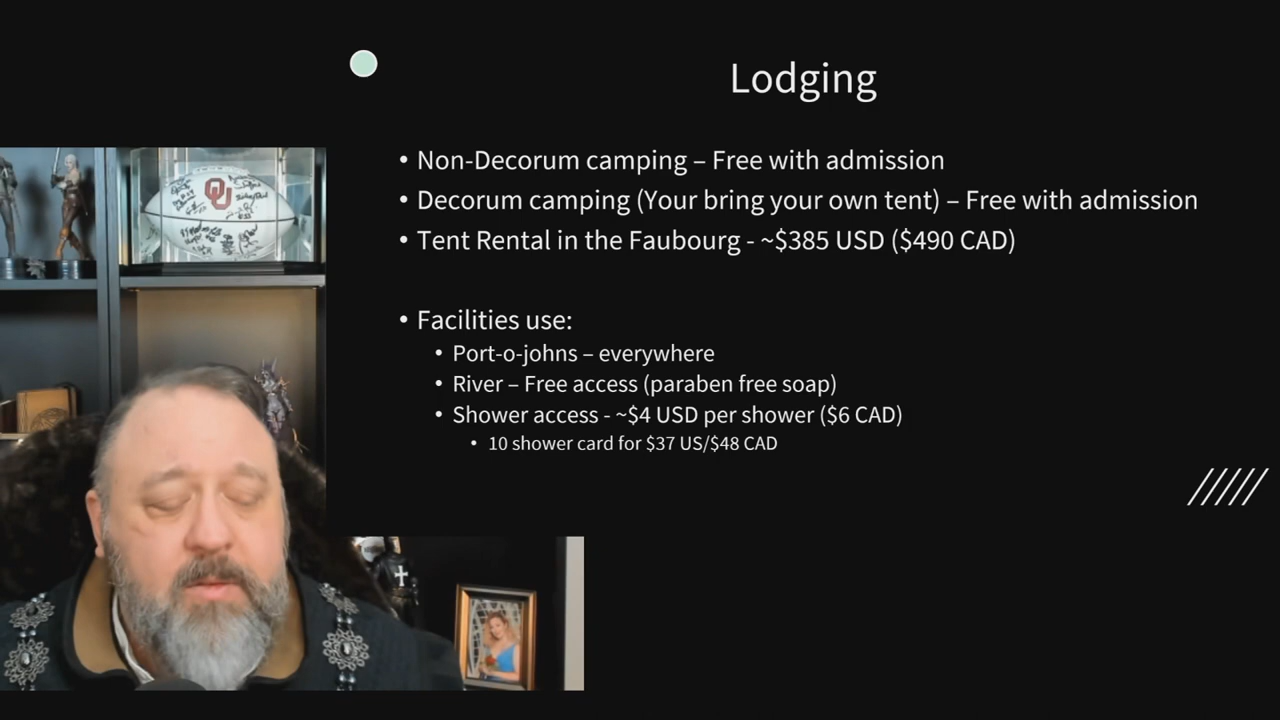 Lodging
• Non-Decorum camping – Free with admission
• Decorum camping (Your bring your own tent) – Free with admission
• Tent Rental in the Faubourg - ~$385 USD ($490 CAD)
• Facilities use:
• Port-o-johns – everywhere
• River – Free access (paraben free soap)
• Shower access - ~$4 USD per shower ($6 CAD)
• 10 shower card for $37 US/$48 CAD
OU